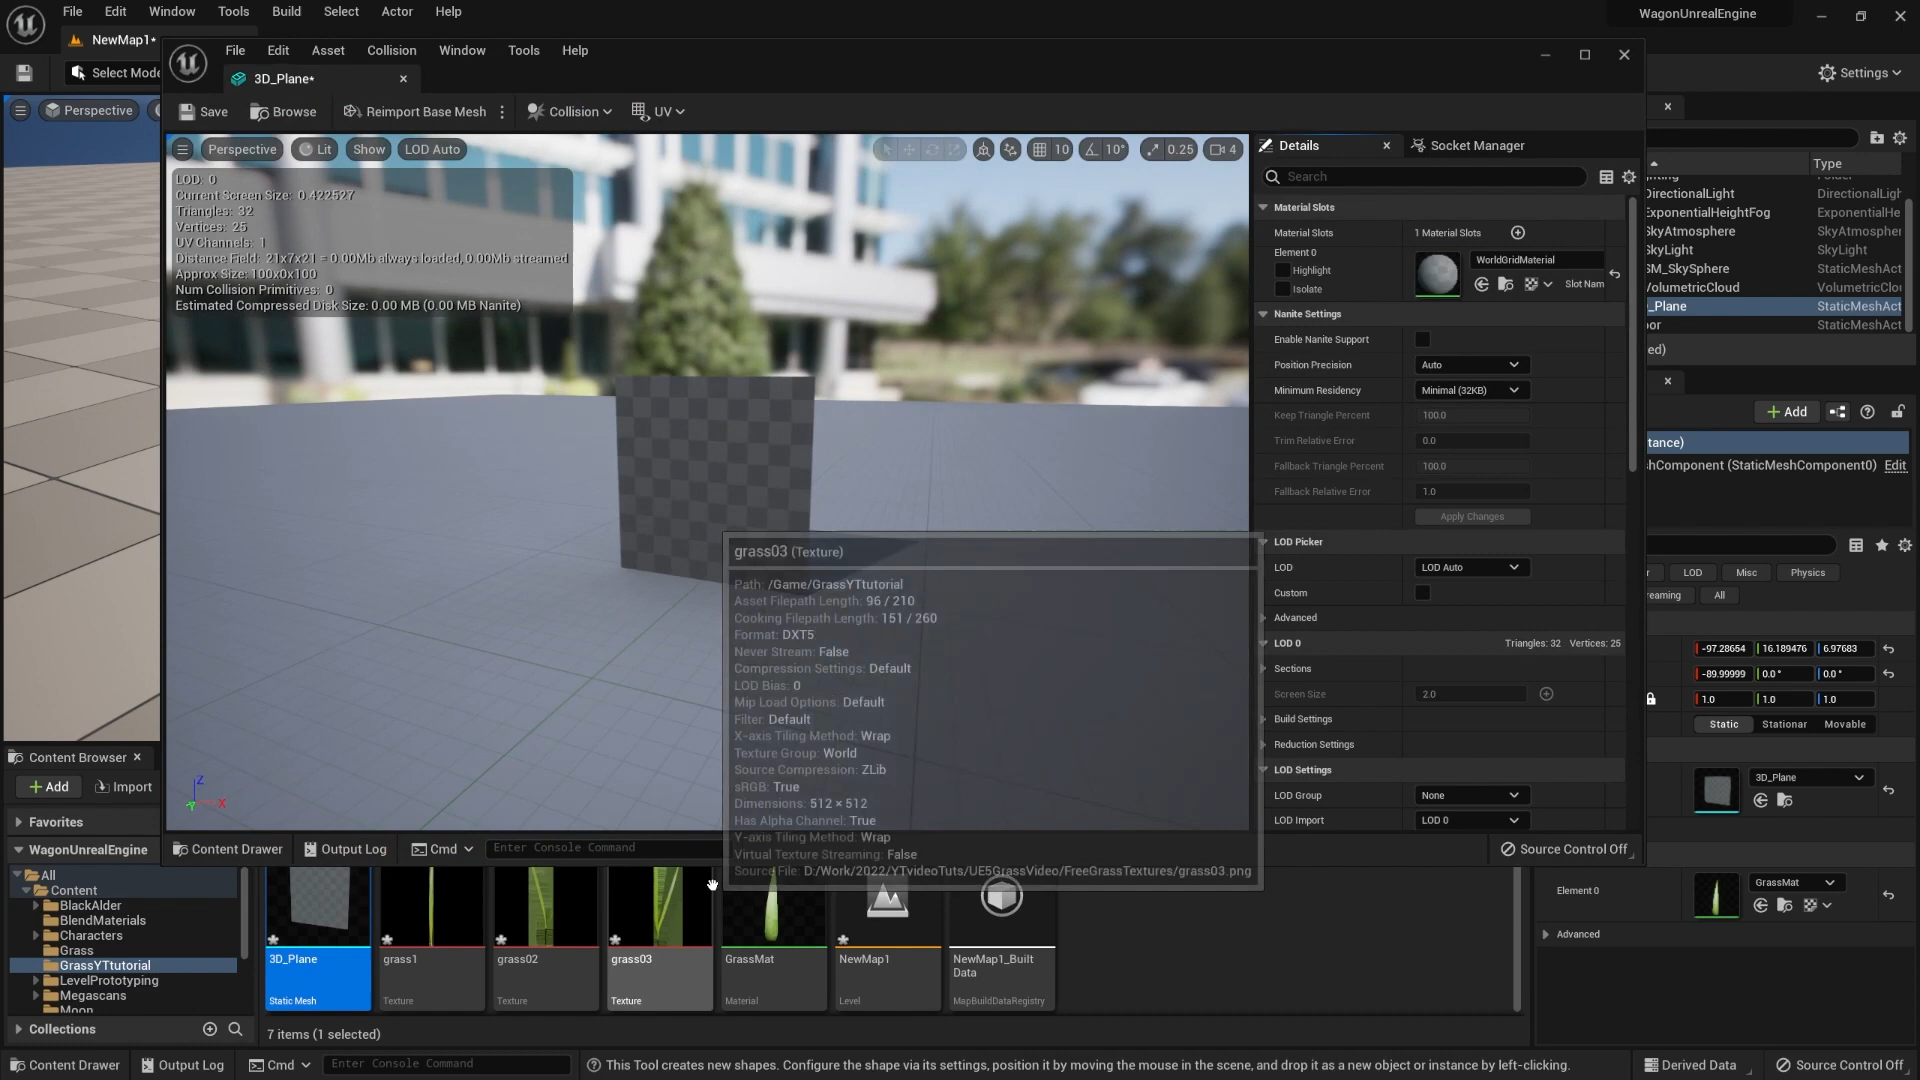 File Edit Window Tools Build Select Actor Help
WagonUnrealEngine
NewMap1*
File Edit Asset Collision Window Tools Help
Select Mode
3D_Plane*
Settings
Save Browse Reimport Base Mesh Collision UV
Perspective
Perspective Lit Show LOD Auto
10 10° 0.25 4
Details Socket Manager
Search
LOD: 0
Current Screen Size: 0.422527
Triangles: 32
Vertices: 25
UV Channels: 1
Distance Field: 21x7x21 = 0.00Mb always loaded, 0.00Mb streamed
Approx Size: 100x0x100
Num Collision Primitives: 0
Estimated Compressed Disk Size: 0.00 MB (0.00 MB Nanite)
Material Slots
Material Slots 1 Material Slots
Element 0
Highlight
Isolate
WorldGridMaterial
Slot Nam
Nanite Settings
Enable Nanite Support
Position Precision Auto
Minimum Residency Minimal (32KB)
Keep Triangle Percent 100.0
Trim Relative Error 0.0
Fallback Triangle Percent 100.0
Fallback Relative Error 1.0
Apply Changes
LOD Picker
LOD LOD Auto
Custom
Advanced
LOD 0 Triangles: 32 Vertices: 25
Sections
Screen Size 2.0
Build Settings
Reduction Settings
LOD Settings
LOD Group None
LOD Import LOD 0
Type
DirectionalLight DirectionalLigh
ExponentialHeightFog ExponentialHe
SkyAtmosphere SkyAtmospher
SkyLight SkyLight
SM_SkySphere StaticMeshAct
VolumetricCloud VolumetricClou
_Plane StaticMeshAct
or StaticMeshAct
ed)
Add
tance)
hComponent (StaticMeshComponent0) Edit
r LOD Misc Physics
reaming All
-97.28654 16.189476 6.97683
-89.99999 0.0° 0.0°
1.0 1.0 1.0
Static Stationar Movable
3D_Plane
Element 0 GrassMat
Advanced
grass03 (Texture)
Path: /Game/GrassYTtutorial
Asset Filepath Length: 96 / 210
Cooking Filepath Length: 151 / 260
Format: DXT5
Never Stream: False
Compression Settings: Default
LOD Bias: 0
Mip Load Options: Default
Filter: Default
X-axis Tiling Method: Wrap
Texture Group: World
Source Compression: ZLib
sRGB: True
Dimensions: 512 × 512
Has Alpha Channel: True
Y-axis Tiling Method: Wrap
Virtual Texture Streaming: False
Source File: D:/Work/2022/YTvideoTuts/UE5GrassVideo/FreeGrassTextures/grass03.png
Z
X
Y
Content Browser
Add Import
Favorites
WagonUnrealEngine
All
Content
BlackAlder
BlendMaterials
Characters
Grass
GrassYTtutorial
LevelPrototyping
Megascans
Moon
Collections
Content Drawer Output Log Cmd Enter Console Command
Source Control Off
3D_Plane
Static Mesh
grass1
Texture
grass02
Texture
grass03
Texture
GrassMat
Material
NewMap1
Level
NewMap1_Built
Data
MapBuildDataRegistry
7 items (1 selected)
Content Drawer Output Log Cmd Enter Console Command
This Tool creates new shapes. Configure the shape via its settings, position it by moving the mouse in the scene, and drop it as a new object or instance by left-clicking.
Derived Data Source Control Off